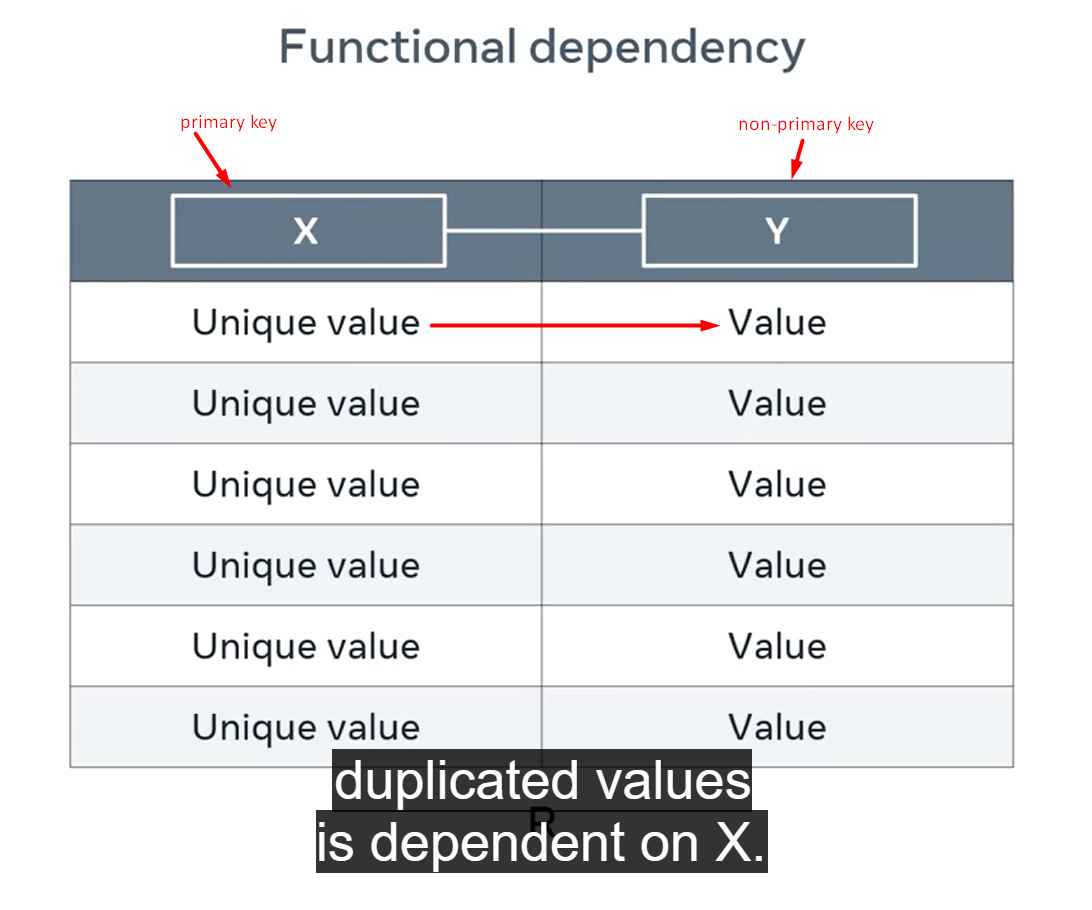 Functional dependency
primary key
non-primary key
X Y
Unique value Value
Unique value Value
Unique value Value
Unique value Value
Unique value Value
Unique value Value
duplicated values
R
is dependent on X.